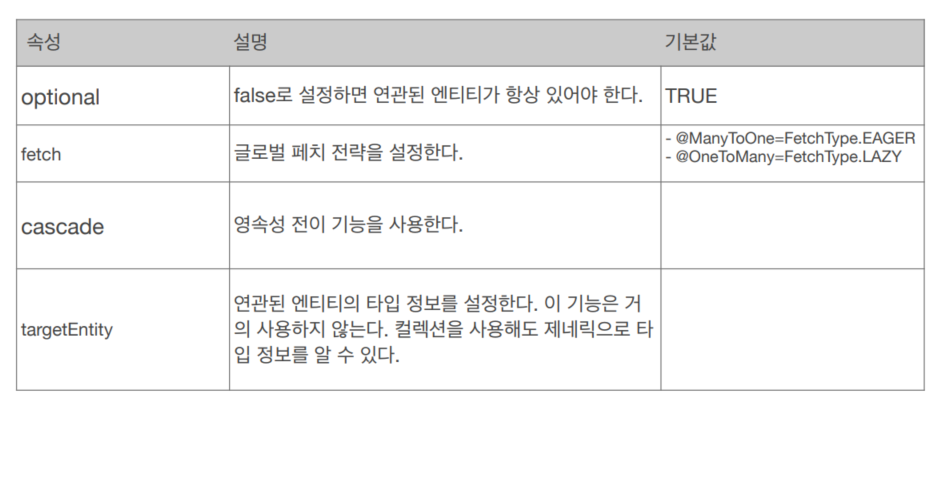 속성 설명 기본값
optional false로 설정하면 연관된 엔티티가 항상 있어야 한다. TRUE
fetch 글로벌 페치 전략을 설정한다. - @ManyToOne=FetchType.EAGER
- @OneToMany=FetchType.LAZY
cascade 영속성 전이 기능을 사용한다.
targetEntity 연관된 엔티티의 타입 정보를 설정한다. 이 기능은 거
의 사용하지 않는다. 컬렉션을 사용해도 제네릭으로 타
입 정보를 알 수 있다.